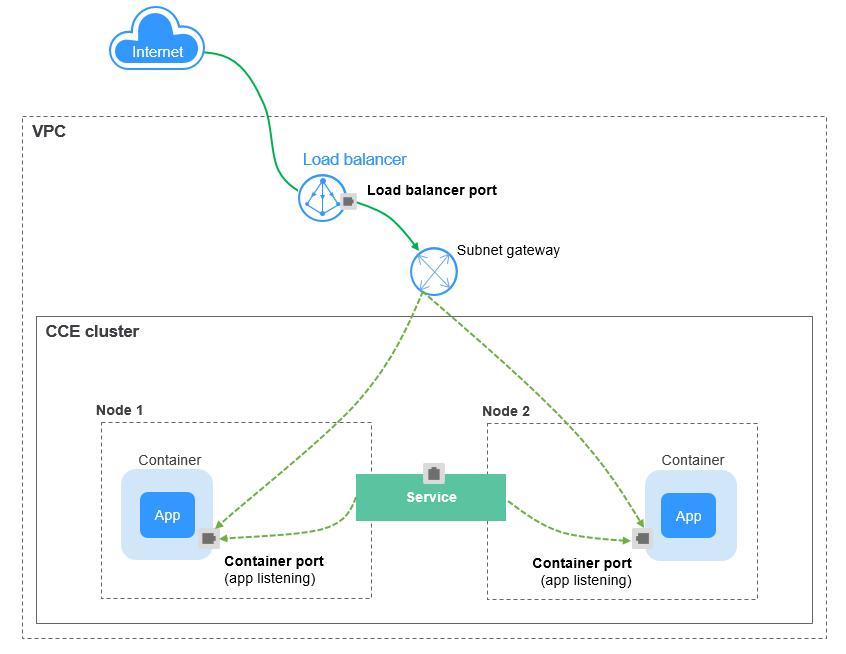 Internet
VPC
Load balancer
Load balancer port
Subnet gateway
CCE cluster
Node 1
Node 2
Container
Container
App
Service
App
Container port
(app listening)
Container port
(app listening)